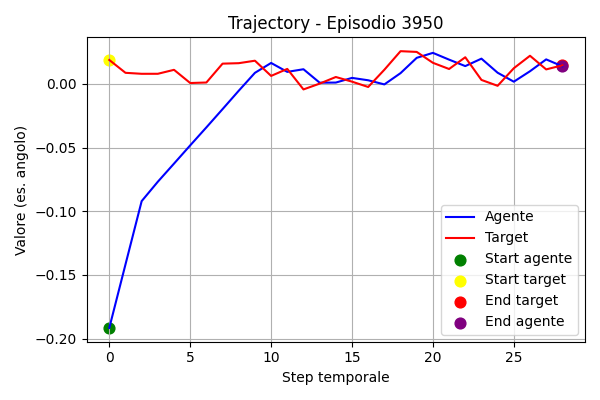 Trajectory - Episodio 3950
Valore (es. angolo)
0.00
−0.05
−0.10
−0.15
−0.20
0 5 10 15 20 25
Step temporale
Agente
Target
Start agente
Start target
End target
End agente